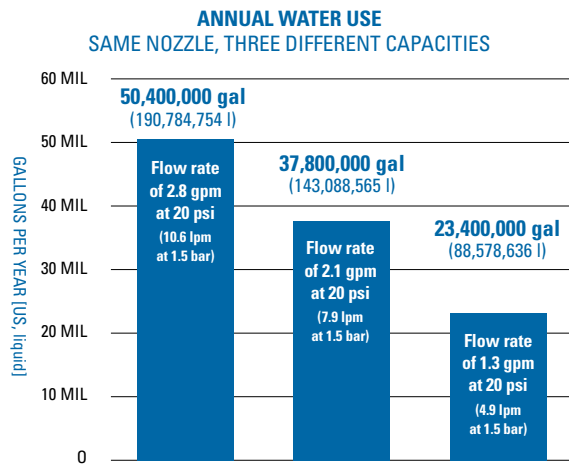 ANNUAL WATER USE
SAME NOZZLE, THREE DIFFERENT CAPACITIES
GALLONS PER YEAR [US, liquid]
60 MIL
50 MIL
40 MIL
30 MIL
20 MIL
10 MIL
0
50,400,000 gal
(190,784,754 l)
Flow rate
of 2.8 gpm
at 20 psi
(10.6 lpm
at 1.5 bar)
37,800,000 gal
(143,088,565 l)
Flow rate
of 2.1 gpm
at 20 psi
(7.9 lpm
at 1.5 bar)
23,400,000 gal
(88,578,636 l)
Flow rate
of 1.3 gpm
at 20 psi
(4.9 lpm
at 1.5 bar)